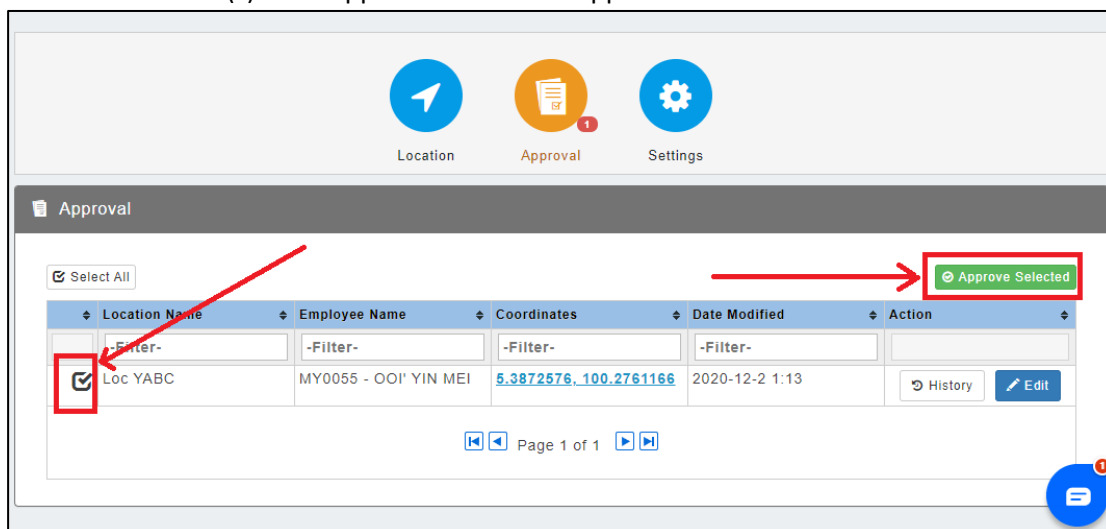 1
Location Approval Settings
Approval
Select All
Approve Selected
Location Name Employee Name Coordinates Date Modified Action
-Filter- -Filter- -Filter- -Filter-
Loc YABC MY0055 - OOI' YIN MEI 5.3872576, 100.2761166 2020-12-2 1:13 History Edit
Page 1 of 1
1